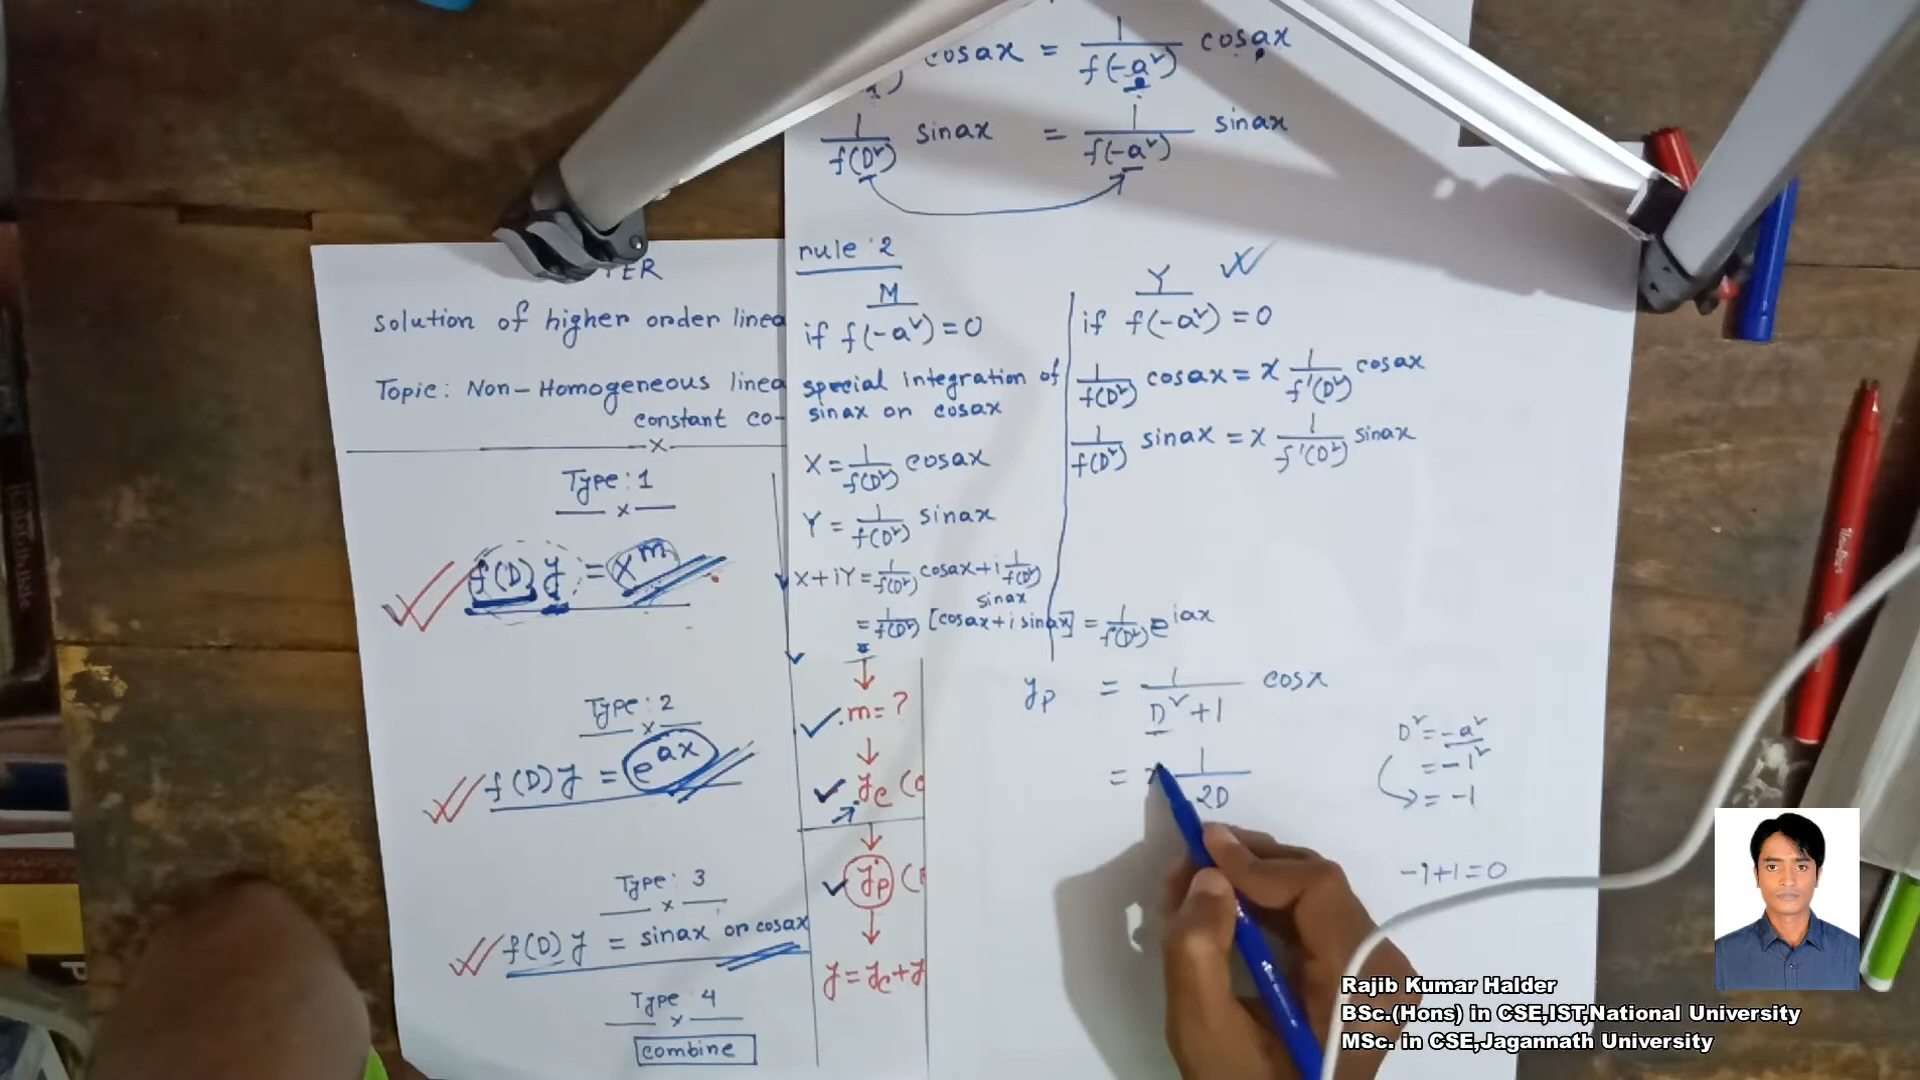 cosax = 1/f(-a²) cosax
1/f(D²) sinax = 1/f(-a²) sinax
TER
Solution of higher order linea
Topic: Non-Homogeneous linea
constant co-
x
Type: 1
x
f(D) y = x^m
Type: 2
x
f(D) y = e^ax
Type: 3
x
f(D) y = sinax or cosax
Type 4
x
combine
rule: 2
M
if f(-a²) = 0
special integration of
sinax or cosax
X = 1/f(D²) cosax
Y = 1/f(D²) sinax
X + iY = 1/f(D²) cosax + i 1/f(D²)
sinax
= 1/f(D²) [cosax + i sinax] = 1/f(D²) e^iax
Y
if f(-a²) = 0
1/f(D²) cosax = x 1/f'(D²) cosax
1/f(D²) sinax = x 1/f'(D²) sinax
m = ?
yc (
yp (
y = yc + y
yp = 1/D²+1 cosx
= x 1/2D
D² = -a²
= -1²
= -1
-1+1=0
Rajib Kumar Halder
BSc.(Hons) in CSE,IST,National University
MSc. in CSE,Jagannath University